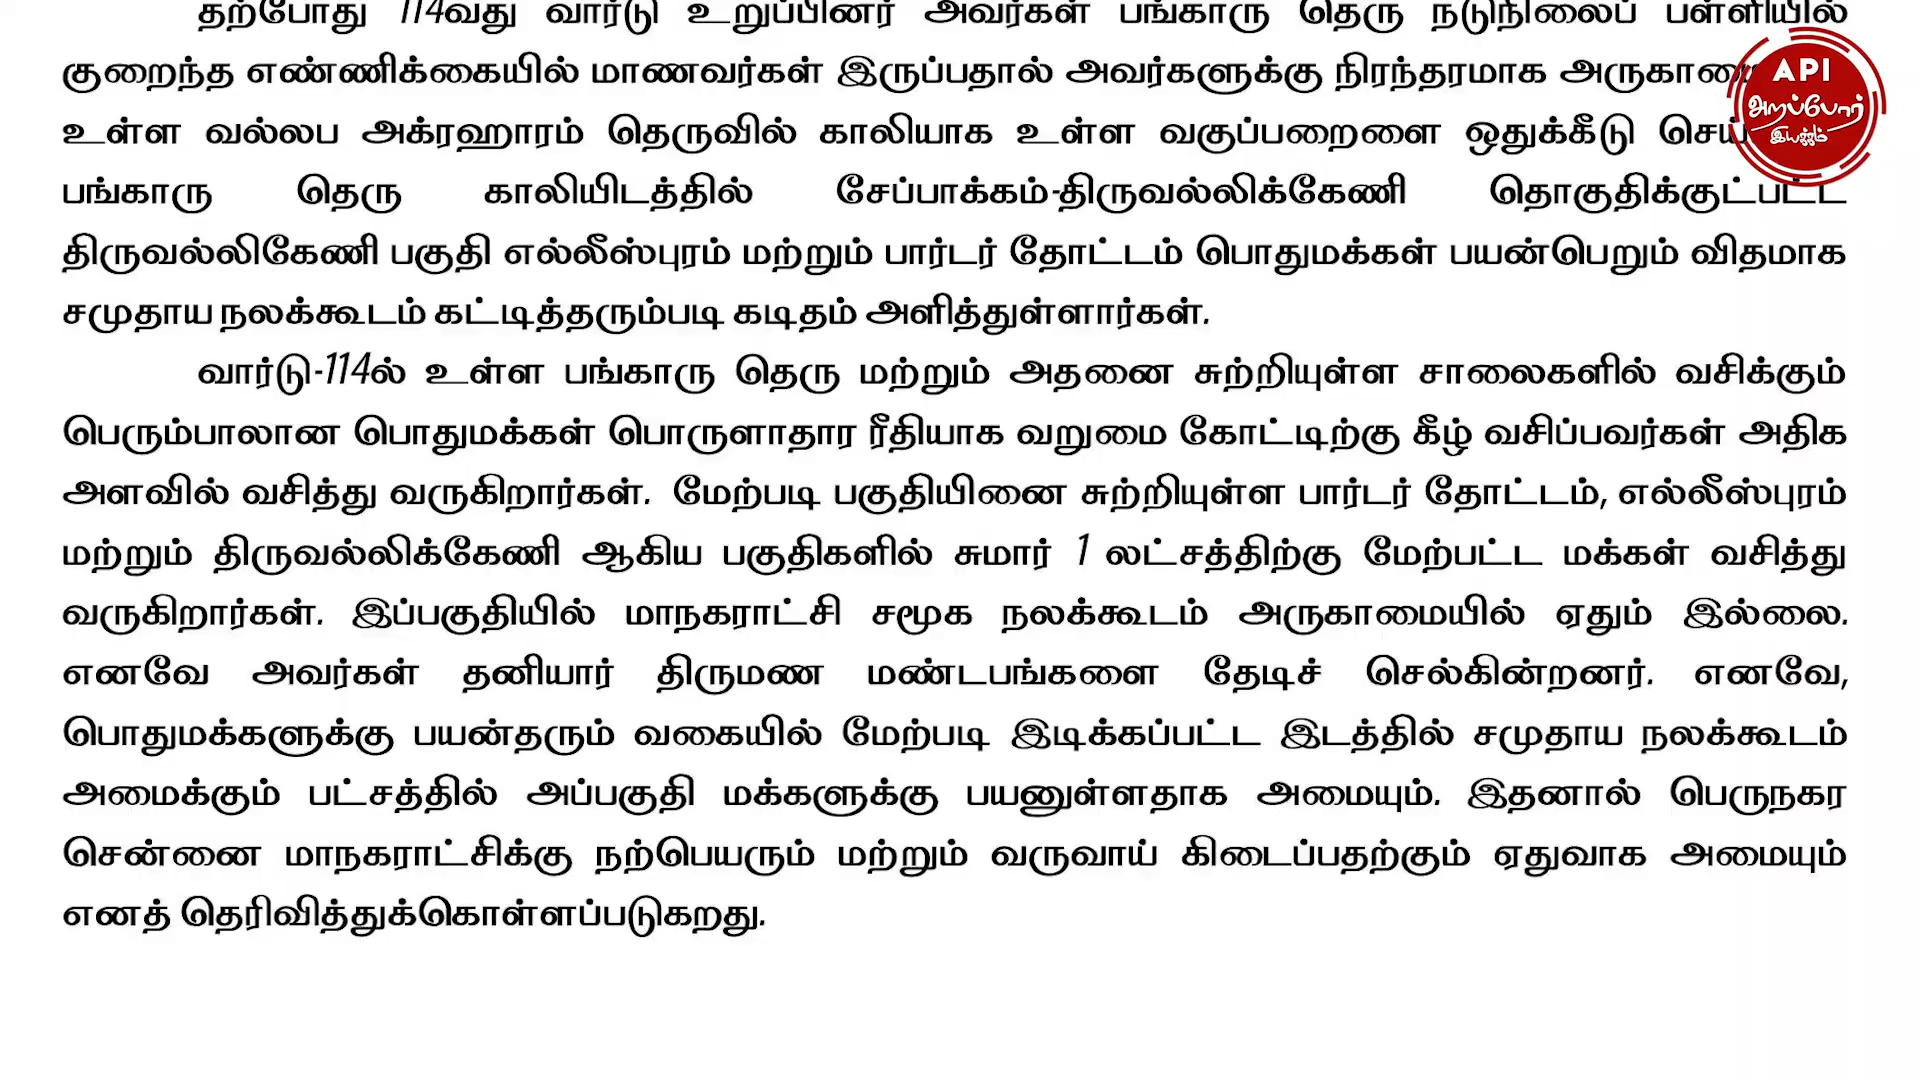 தற்போது 114வது வார்டு உறுப்பினர் அவர்கள் பங்காரு தெரு நடுநிலைப் பள்ளியில்
குறைந்த எண்ணிக்கையில் மாணவர்கள் இருப்பதால் அவர்களுக்கு நிரந்தரமாக
உள்ள வல்லப அக்ரஹாரம் தெருவில் காலியாக உள்ள வகுப்பறைளை ஒதுக்கீடு
பங்காரு தெரு காலியிடத்தில் சேப்பாக்கம்-திருவல்லிக்கேணி தொகுதிக்குட்பட்ட
திருவல்லிகேணி பகுதி எல்லீஸ்புரம் மற்றும் பார்டர் தோட்டம் பொதுமக்கள் பயன்பெறும் விதமாக
சமுதாய நலக்கூடம் கட்டித்தரும்படி கடிதம் அளித்துள்ளார்கள்.
வார்டு-114ல் உள்ள பங்காரு தெரு மற்றும் அதனை சுற்றியுள்ள சாலைகளில் வசிக்கும்
பெரும்பாலான பொதுமக்கள் பொருளாதார ரீதியாக வறுமை கோட்டிற்கு கீழ் வசிப்பவர்கள் அதிக
அளவில் வசித்து வருகிறார்கள். மேற்படி பகுதியினை சுற்றியுள்ள பார்டர் தோட்டம், எல்லீஸ்புரம்
மற்றும் திருவல்லிக்கேணி ஆகிய பகுதிகளில் சுமார் 1 லட்சத்திற்கு மேற்பட்ட மக்கள் வசித்து
வருகிறார்கள். இப்பகுதியில் மாநகராட்சி சமூக நலக்கூடம் அருகாமையில் ஏதும் இல்லை.
எனவே அவர்கள் தனியார் திருமண மண்டபங்களை தேடிச் செல்கின்றனர். எனவே,
பொதுமக்களுக்கு பயன்தரும் வகையில் மேற்படி இடிக்கப்பட்ட இடத்தில் சமுதாய நலக்கூடம்
அமைக்கும் பட்சத்தில் அப்பகுதி மக்களுக்கு பயனுள்ளதாக அமையும். இதனால் பெருநகர
சென்னை மாநகராட்சிக்கு நற்பெயரும் மற்றும் வருவாய் கிடைப்பதற்கும் ஏதுவாக அமையும்
எனத் தெரிவித்துக்கொள்ளப்படுகறது.
API
அறப்போர்
இயக்கம்